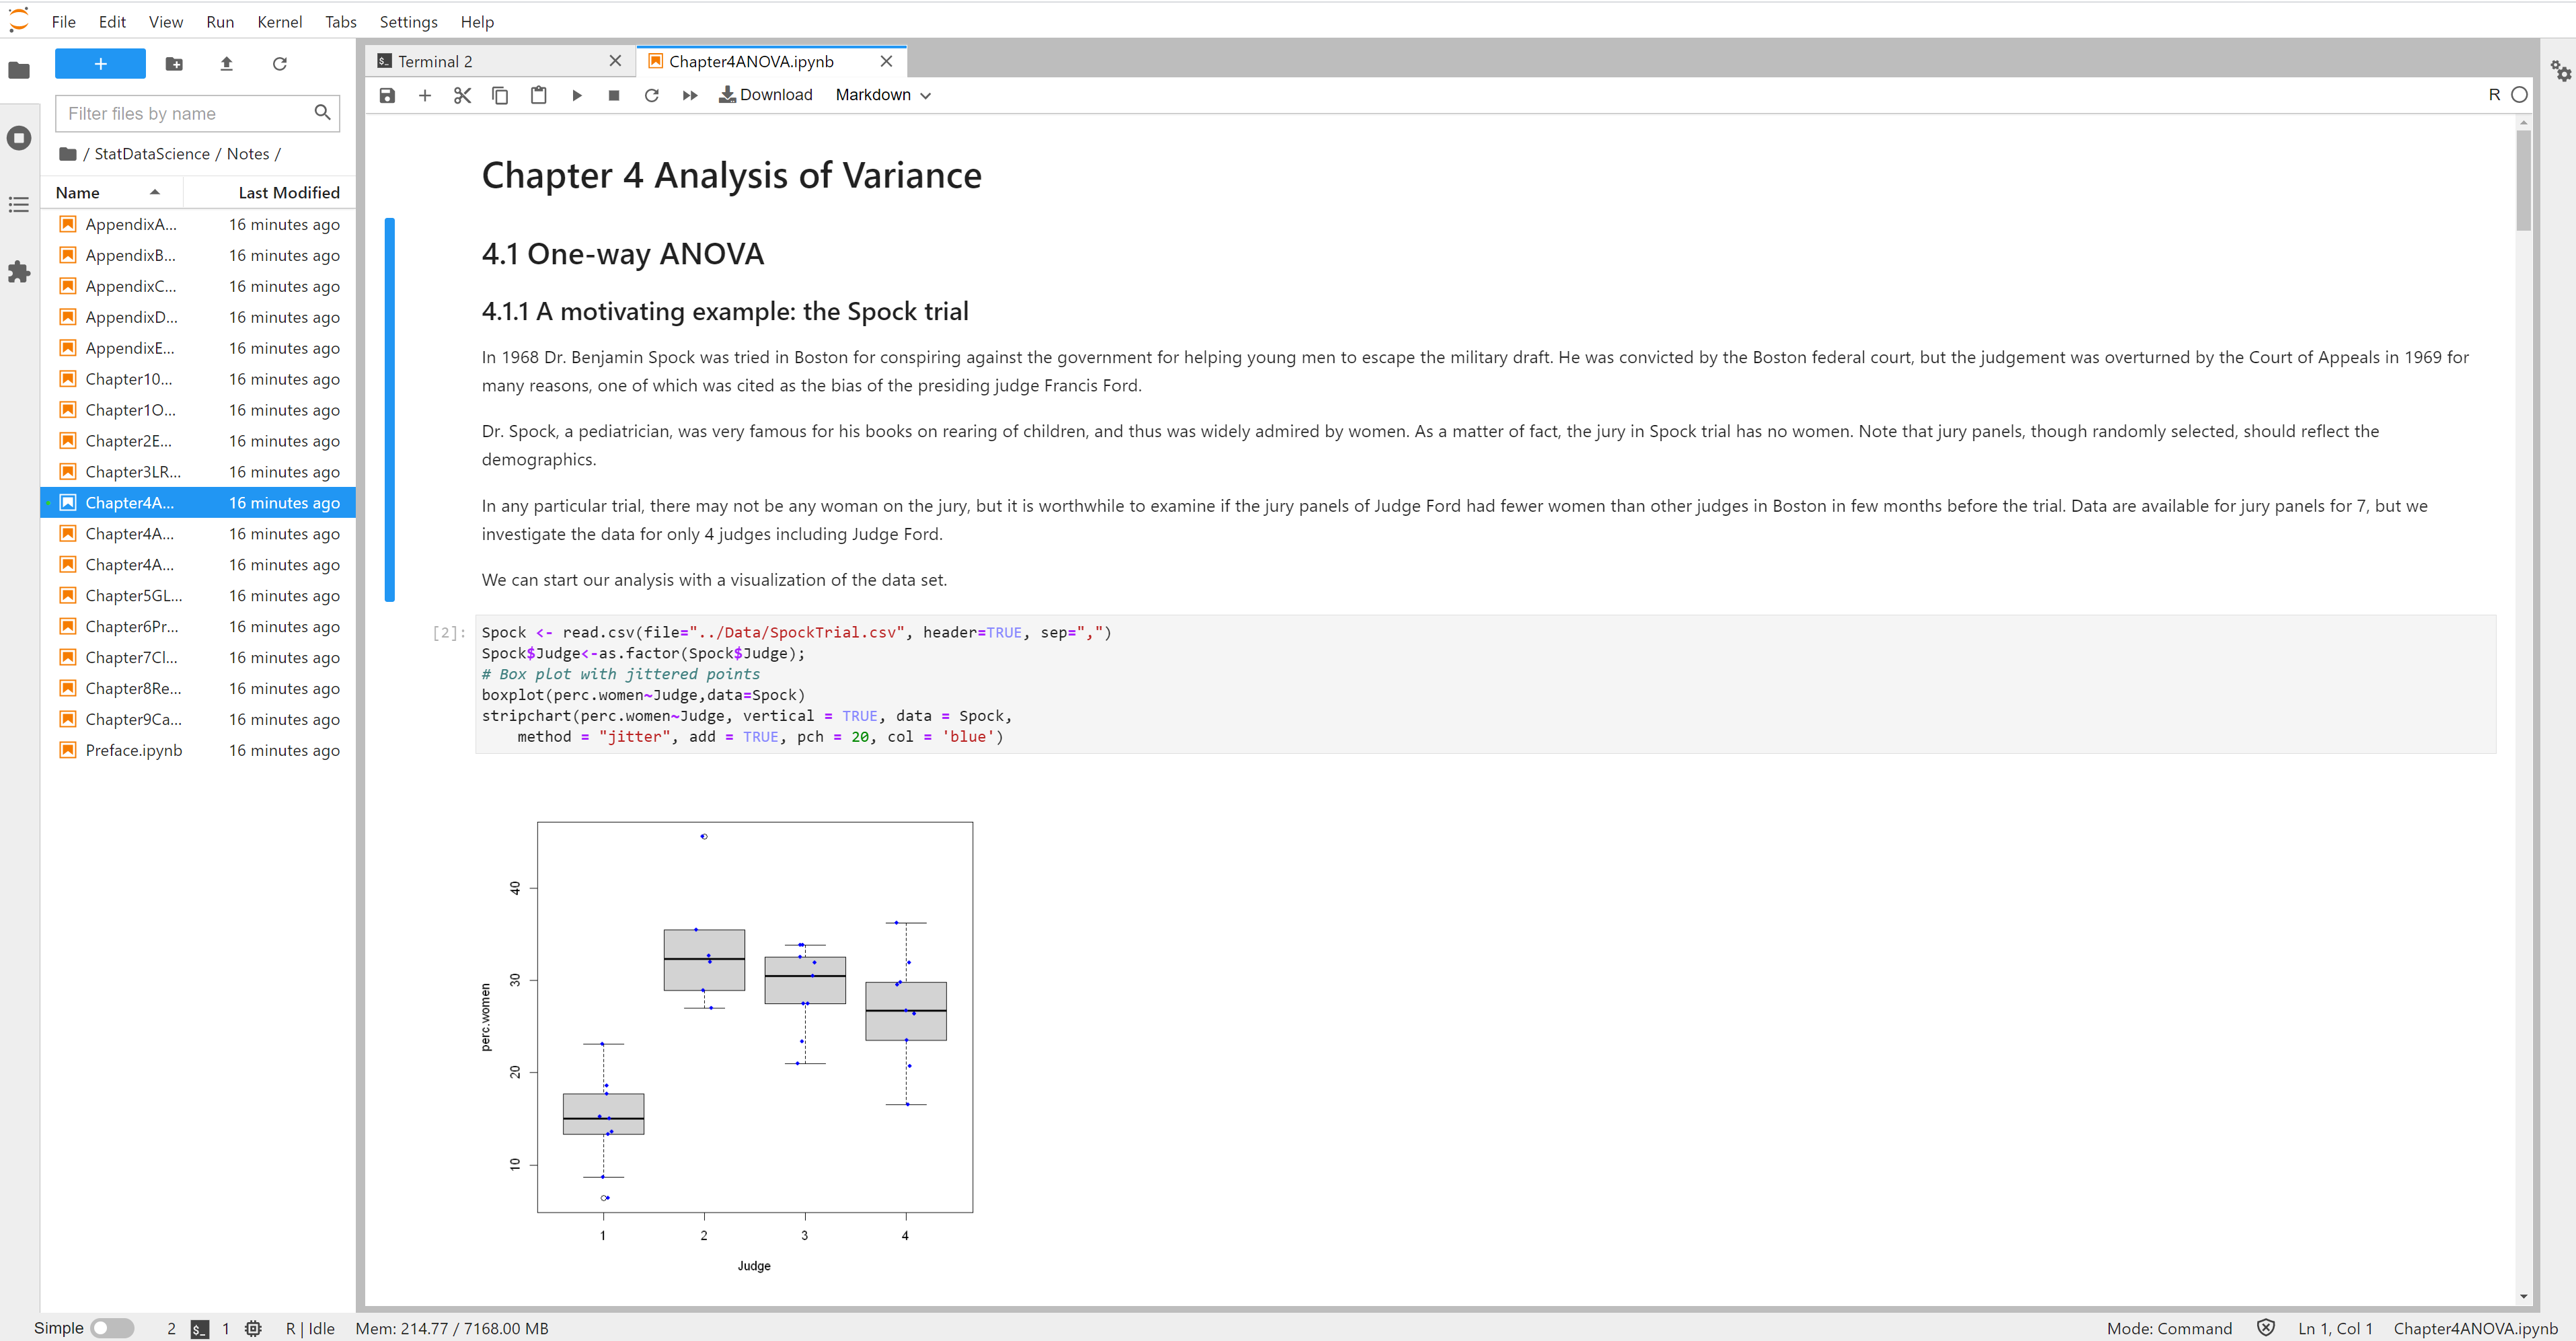 File Edit View Run Kernel Tabs Settings Help
Filter files by name
/ StatDataScience / Notes /
Name Last Modified
AppendixA... 16 minutes ago
AppendixB... 16 minutes ago
AppendixC... 16 minutes ago
AppendixD... 16 minutes ago
AppendixE... 16 minutes ago
Chapter10... 16 minutes ago
Chapter1O... 16 minutes ago
Chapter2E... 16 minutes ago
Chapter3LR... 16 minutes ago
Chapter4A... 16 minutes ago
Chapter4A... 16 minutes ago
Chapter4A... 16 minutes ago
Chapter5GL... 16 minutes ago
Chapter6Pr... 16 minutes ago
Chapter7Cl... 16 minutes ago
Chapter8Re... 16 minutes ago
Chapter9Ca... 16 minutes ago
Preface.ipynb 16 minutes ago
Terminal 2 Chapter4ANOVA.ipynb
Download Markdown R
Chapter 4 Analysis of Variance
4.1 One-way ANOVA
4.1.1 A motivating example: the Spock trial
In 1968 Dr. Benjamin Spock was tried in Boston for conspiring against the government for helping young men to escape the military draft. He was convicted by the Boston federal court, but the judgement was overturned by the Court of Appeals in 1969 for
many reasons, one of which was cited as the bias of the presiding judge Francis Ford.
Dr. Spock, a pediatrician, was very famous for his books on rearing of children, and thus was widely admired by women. As a matter of fact, the jury in Spock trial has no women. Note that jury panels, though randomly selected, should reflect the
demographics.
In any particular trial, there may not be any woman on the jury, but it is worthwhile to examine if the jury panels of Judge Ford had fewer women than other judges in Boston in few months before the trial. Data are available for jury panels for 7, but we
investigate the data for only 4 judges including Judge Ford.
We can start our analysis with a visualization of the data set.
[2]: Spock <- read.csv(file="../Data/SpockTrial.csv", header=TRUE, sep=",")
Spock$Judge<-as.factor(Spock$Judge);
# Box plot with jittered points
boxplot(perc.women~Judge,data=Spock)
stripchart(perc.women~Judge, vertical = TRUE, data = Spock,
method = "jitter", add = TRUE, pch = 20, col = 'blue')
40
30
20
10
perc.women
1 2 3 4
Judge
Simple 2 $_ 1 R | Idle Mem: 214.77 / 7168.00 MB Mode: Command Ln 1, Col 1 Chapter4ANOVA.ipynb